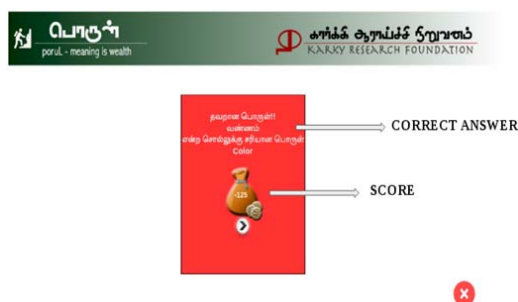 பொருள்
poruL - meaning is wealth
கார்க்கி ஆராய்ச்சி நிறுவனம்
KARKY RESEARCH FOUNDATION
தவறான பொருள்!!
வண்ணம்
என்ற சொல்லுக்கு சரியான பொருள்
Color
CORRECT ANSWER
-125
SCORE